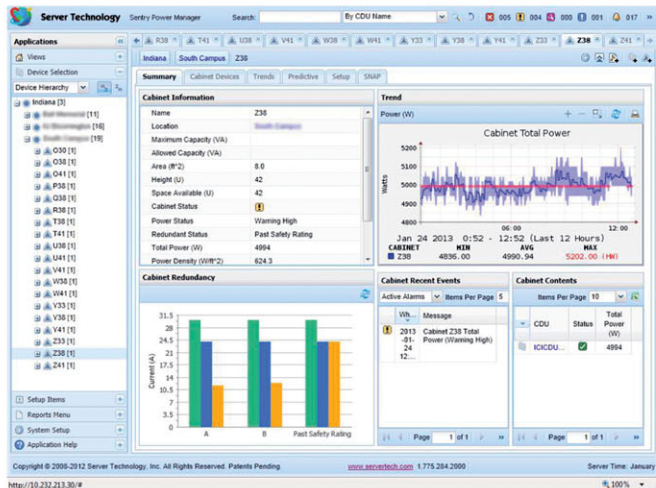 Server Technology Sentry Power Manager Search: By CDU Name 005 004 000 001 017 »
Applications «
R38 T41 U38 V41 W38 W41 Y33 Y38 Y41 Z33 Z38 Z41
Views
Device Selection
Indiana South Campus Z38
Device Hierarchy
Summary Cabinet Devices Trends Predictive Setup SNAP
Indiana [3]
[11]
[16]
[19]
O30 [1]
O38 [1]
O41 [1]
P38 [1]
Q38 [1]
R38 [1]
T38 [1]
T41 [1]
U38 [1]
U41 [1]
V41 [1]
W38 [1]
W41 [1]
Y33 [1]
Y38 [1]
Y41 [1]
Z33 [1]
Z38 [1]
Z41 [1]
Setup Items
Reports Menu
System Setup
Application Help
Cabinet Information
Name Z38
Location
Maximum Capacity (VA)
Allowed Capacity (VA)
Area (ft^2) 8.0
Height (U) 42
Space Available (U) 42
Cabinet Status
Power Status Warning High
Redundant Status Past Safety Rating
Total Power (W) 4994
Power Density (W/ft^2) 624.3
Trend
Power (W)
Cabinet Total Power
Watts
5200
5100
5000
4900
4800
06:00 12:00
Jan 24 2013 0:52 - 12:52 (Last 12 Hours)
CABINET MIN AVG MAX
Z38 4836.00 4990.94 5202.00 (HW)
Cabinet Redundancy
Current (A)
31.5
28
24.5
21
17.5
14
10.5
7
3.5
0
A B Past Safety Rating
Cabinet Recent Events
Active Alarms Items Per Page 5
Wh... Message
2013
-01-
24
12:...
Cabinet Z38 Total
Power (Warning High)
Page 1 of 1
Cabinet Contents
Items Per Page 10
CDU Status Total
Power
(W)
ICICDU... 4994
Page 1 of 1
Copyright © 2008-2012 Server Technology, Inc. All Rights Reserved. Patents Pending. www.servertech.com 1.775.284.2000 Server Time: January
http://10.232.213.30/# 100%